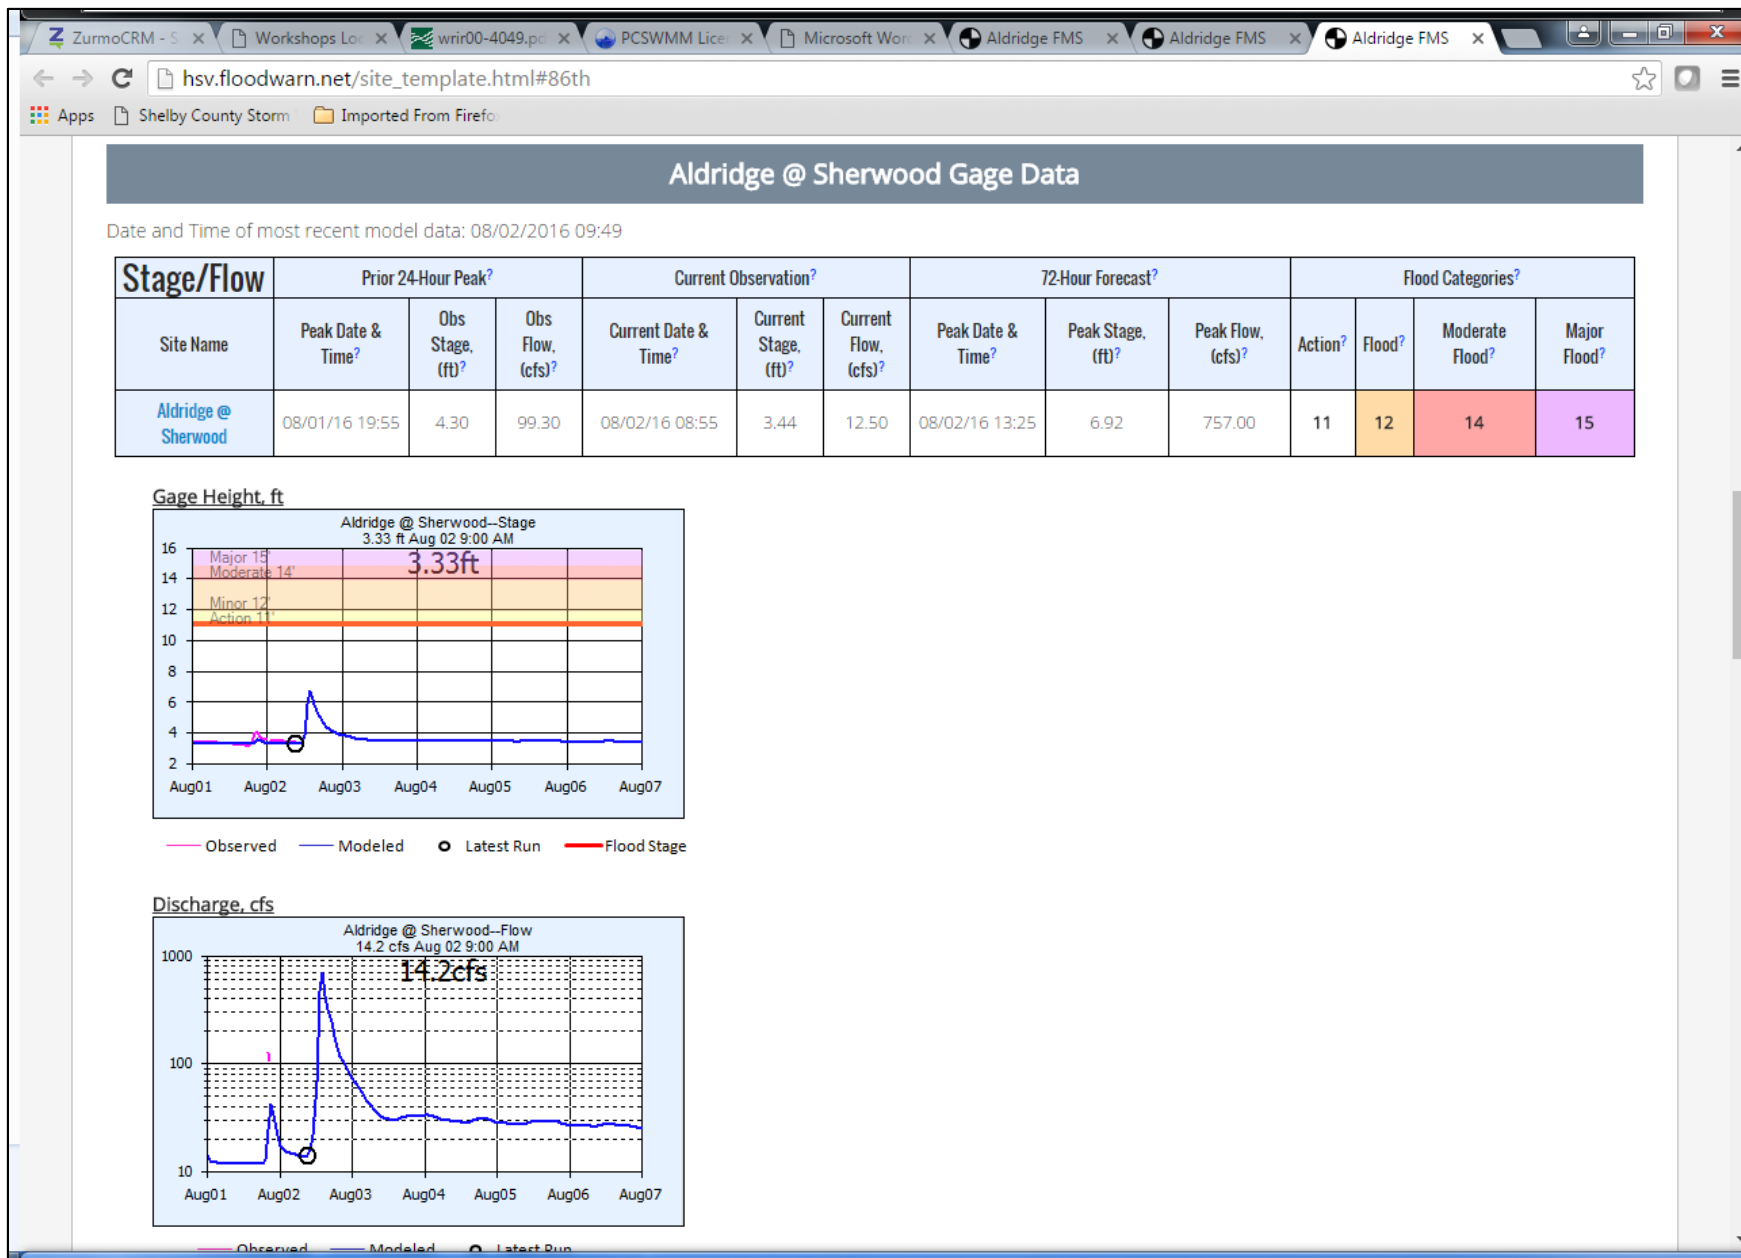 ZurmoCRM - S
Workshops Loc
wrir00-4049.pd
PCSWMM Lice
Microsoft Wor
Aldridge FMS
Aldridge FMS
Aldridge FMS
hsv.floodwarn.net/site_template.html#86th
Apps Shelby County Storm Imported From Firefo
Aldridge @ Sherwood Gage Data
Date and Time of most recent model data: 08/02/2016 09:49
Stage/Flow Prior 24-Hour Peak? Current Observation? 72-Hour Forecast? Flood Categories?
Site Name
Peak Date & Time?
Obs Stage, (ft)?
Obs Flow, (cfs)?
Current Date & Time?
Current Stage, (ft)?
Current Flow, (cfs)?
Peak Date & Time?
Peak Stage, (ft)?
Peak Flow, (cfs)?
Action?
Flood?
Moderate Flood?
Major Flood?
Aldridge @ Sherwood 08/01/16 19:55 4.30 99.30 08/02/16 08:55 3.44 12.50 08/02/16 13:25 6.92 757.00 11 12 14 15
Gage Height, ft
Aldridge @ Sherwood--Stage
3.33 ft Aug 02 9:00 AM
3.33ft
16
Major 15'
Moderate 14'
14
Minor 12'
12
Action 11'
10
8
6
4
2
Aug01 Aug02 Aug03 Aug04 Aug05 Aug06 Aug07
Observed Modeled Latest Run Flood Stage
Discharge, cfs
Aldridge @ Sherwood--Flow
14.2 cfs Aug 02 9:00 AM
1000
14.2cfs
100
10
Aug01 Aug02 Aug03 Aug04 Aug05 Aug06 Aug07
Observed Modeled Latest Run